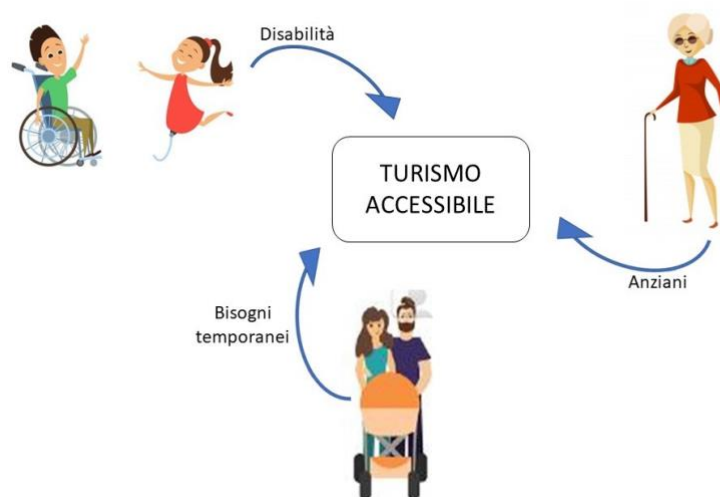 Disabilità
TURISMO
ACCESSIBILE
Anziani
Bisogni
temporanei